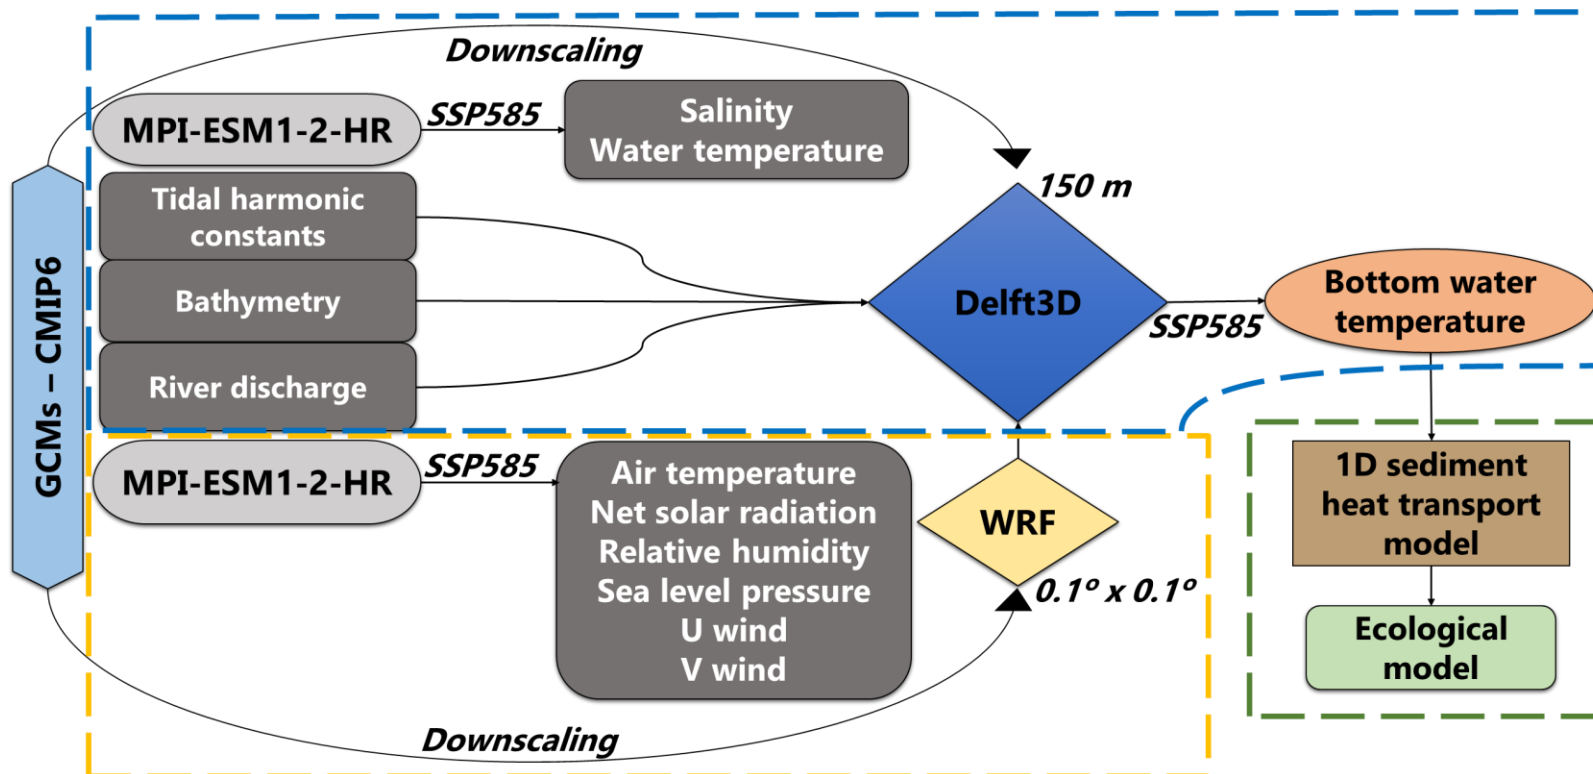 Downscaling
MPI-ESM1-2-HR
SSP585
Salinity
Water temperature
150 m
Tidal harmonic
constants
Bathymetry
River discharge
GCMs – CMIP6
Delft3D
SSP585
Bottom water
temperature
MPI-ESM1-2-HR
SSP585
Air temperature
Net solar radiation
Relative humidity
Sea level pressure
U wind
V wind
WRF
0.1º x 0.1º
1D sediment
heat transport
model
Ecological
model
Downscaling